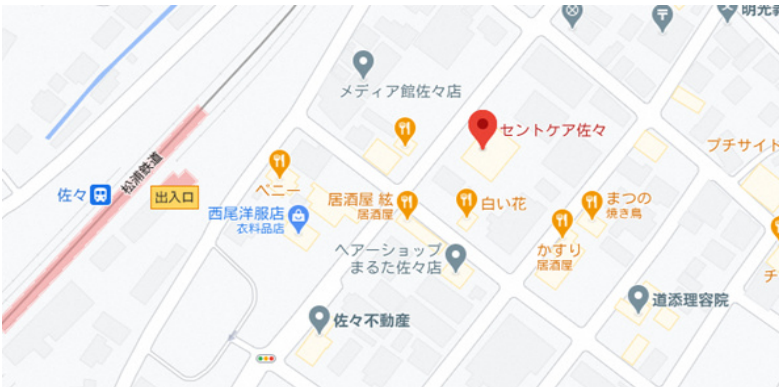 明光義
メディア館佐々店
セントケア佐々
プチサイト
松浦鉄道
佐々
出入口
ペニー
西尾洋服店
衣料品店
居酒屋 絃
居酒屋
白い花
まつの
焼き鳥
かすり
居酒屋
ヘアーショップ
まるた佐々店
チ
道添理容院
佐々不動産